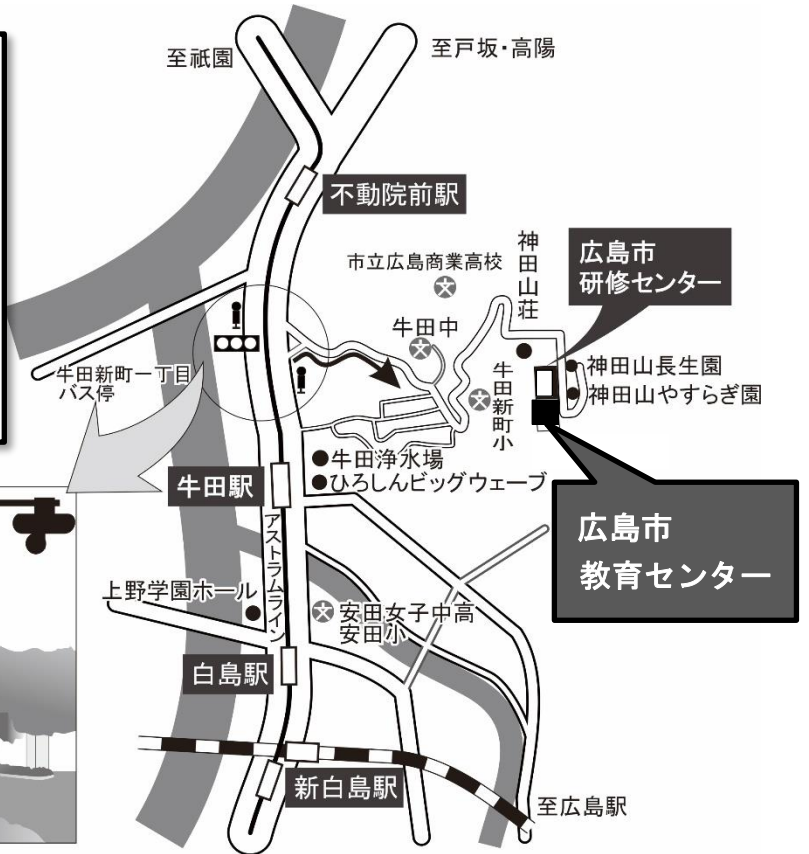 至祇園
至戸坂・高陽
不動院前駅
市立広島商業高校
神田山荘
広島市
研修センター
牛田中
牛田新町一丁目
バス停
牛田新町小
神田山長生園
神田山やすらぎ園
牛田浄水場
ひろしんビッグウェーブ
牛田駅
広島市
教育センター
アストラムライン
上野学園ホール
安田女子中高
安田小
白島駅
新白島駅
至広島駅